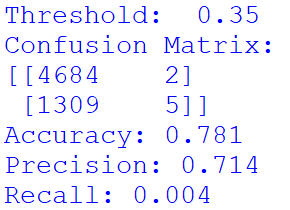 Threshold:  0.35
Confusion Matrix:
[[4684    2]
 [1309    5]]
Accuracy: 0.781
Precision: 0.714
Recall: 0.004